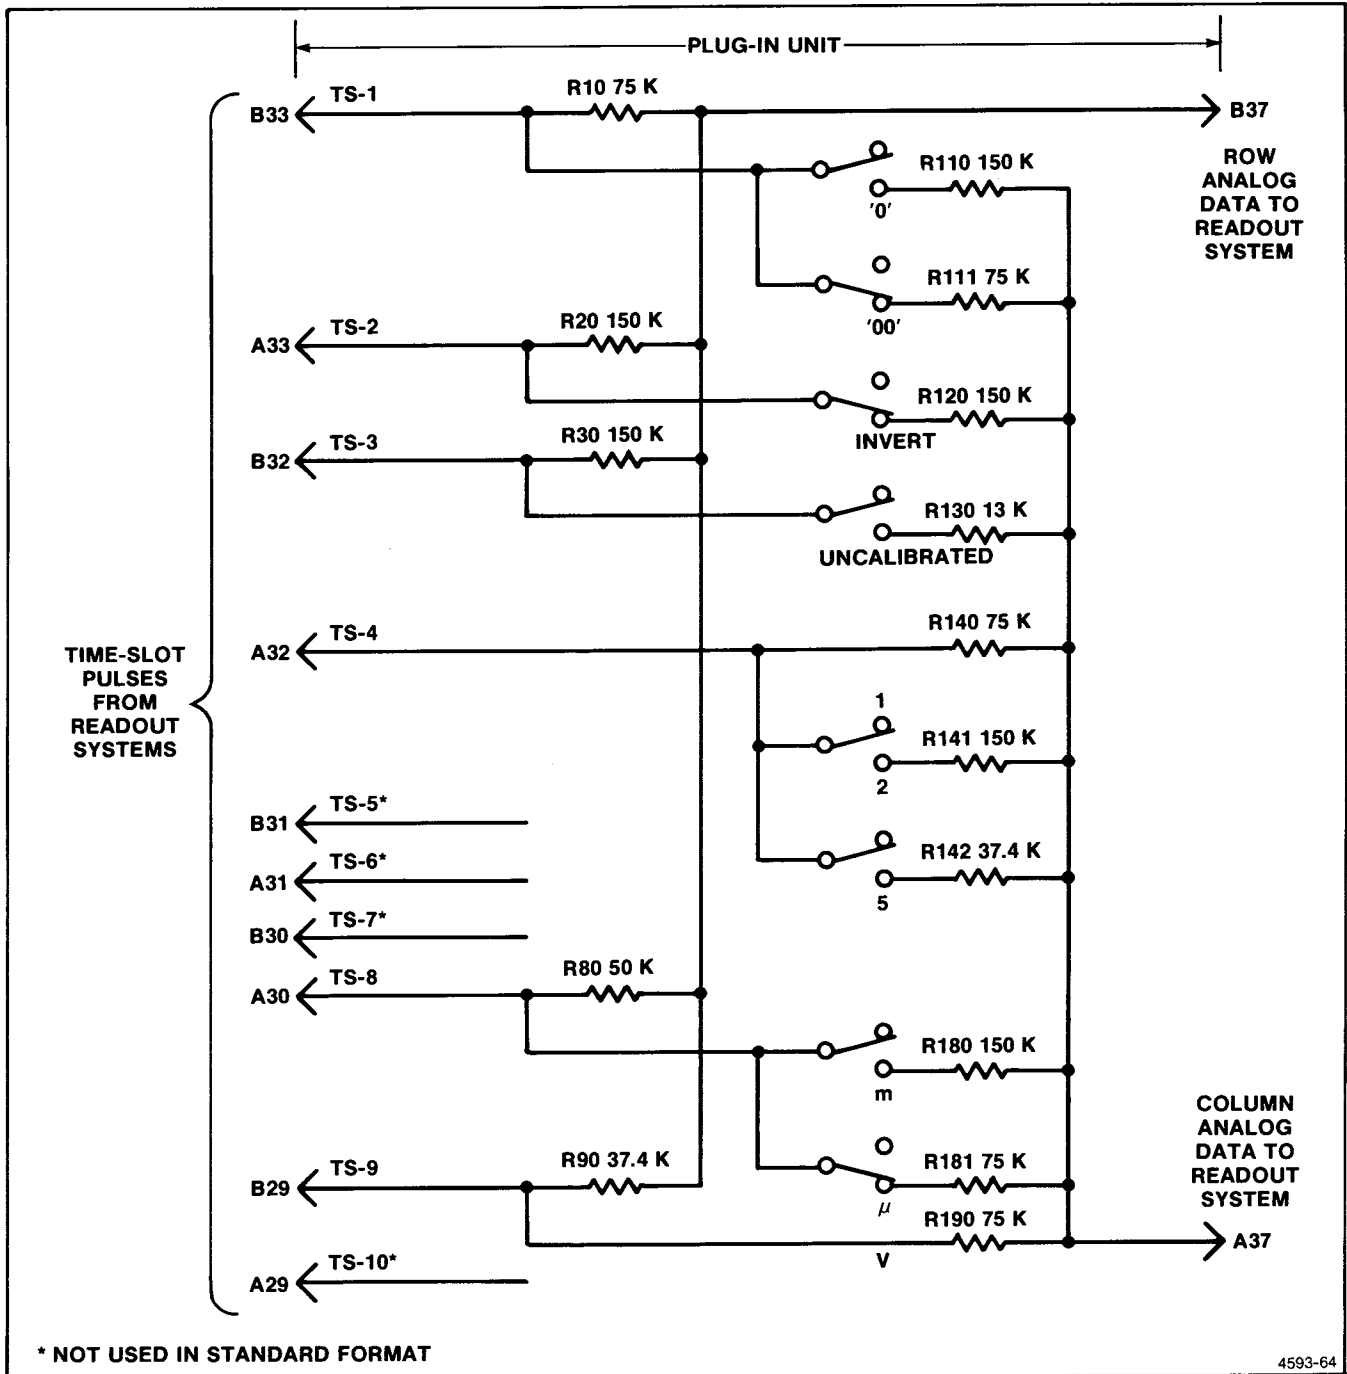 PLUG-IN UNIT
R10 75 K
B33
TS-1
B37
ROW
ANALOG
DATA TO
READOUT
SYSTEM
R110 150 K
'0'
R111 75 K
'00'
A33
TS-2
R20 150 K
R120 150 K
INVERT
B32
TS-3
R30 150 K
R130 13 K
UNCALIBRATED
TIME-SLOT
PULSES
FROM
READOUT
SYSTEMS
A32
TS-4
R140 75 K
1
R141 150 K
2
R142 37.4 K
5
B31
TS-5*
A31
TS-6*
B30
TS-7*
A30
TS-8
R80 50 K
R180 150 K
m
R181 75 K
μ
B29
TS-9
R90 37.4 K
R190 75 K
V
COLUMN
ANALOG
DATA TO
READOUT
SYSTEM
A37
A29
TS-10*
* NOT USED IN STANDARD FORMAT
4593-64